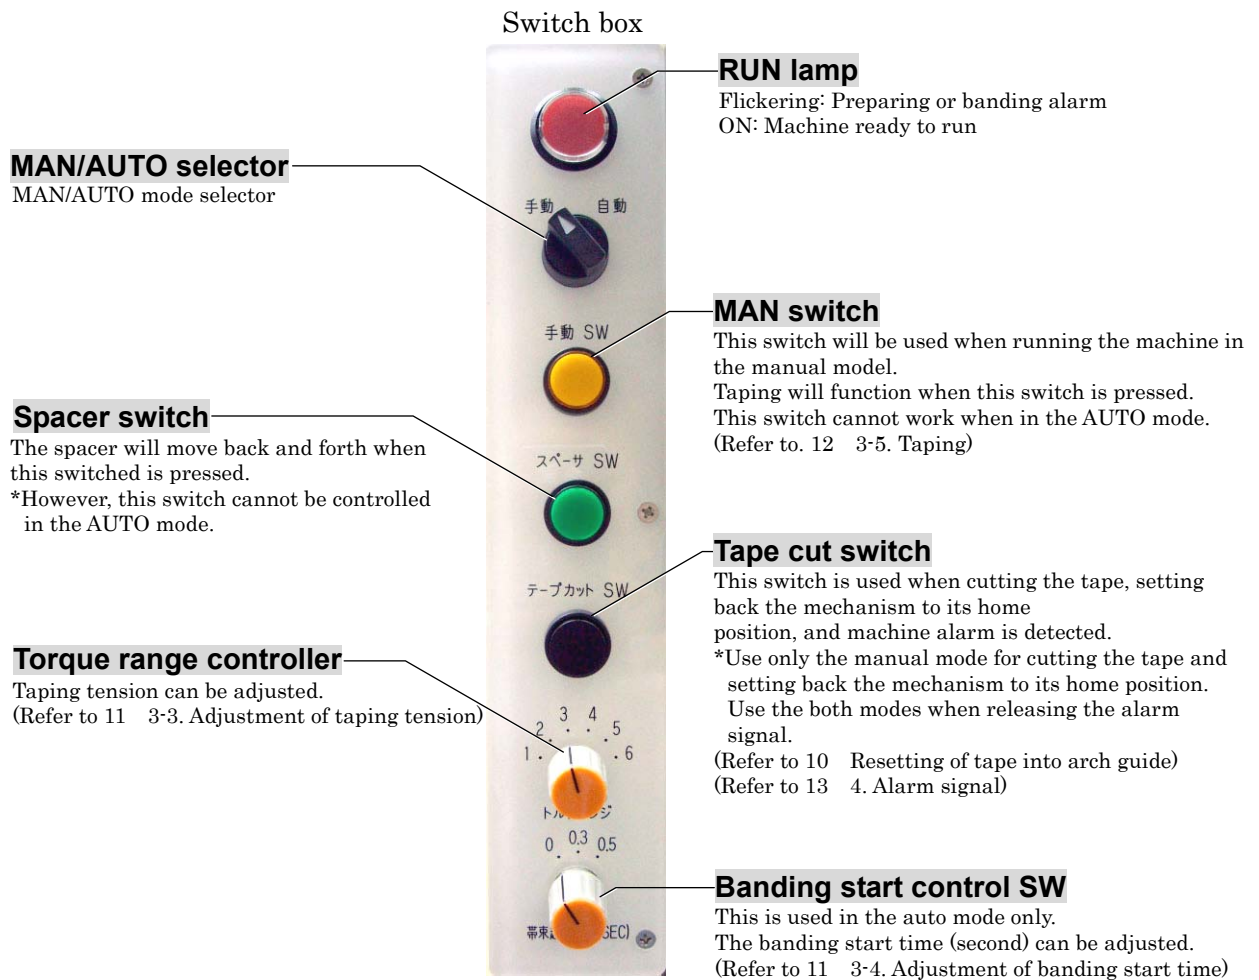 Switch box
RUN lamp
Flickering: Preparing or banding alarm
ON: Machine ready to run
MAN/AUTO selector
MAN/AUTO mode selector
手動 自動
MAN switch
This switch will be used when running the machine in
the manual model.
Taping will function when this switch is pressed.
This switch cannot work when in the AUTO mode.
(Refer to. 12 3-5. Taping)
手動 SW
Spacer switch
The spacer will move back and forth when
this switched is pressed.
*However, this switch cannot be controlled
in the AUTO mode.
スペーサ SW
Tape cut switch
This switch is used when cutting the tape, setting
back the mechanism to its home
position, and machine alarm is detected.
*Use only the manual mode for cutting the tape and
setting back the mechanism to its home position.
Use the both modes when releasing the alarm
signal.
(Refer to 10 Resetting of tape into arch guide)
(Refer to 13 4. Alarm signal)
テープカット SW
Torque range controller
Taping tension can be adjusted.
(Refer to 11 3-3. Adjustment of taping tension)
1 2 3 4 5 6
0 0.3 0.5
Banding start control SW
This is used in the auto mode only.
The banding start time (second) can be adjusted.
(Refer to 11 3-4. Adjustment of banding start time)
帯束 SEC)